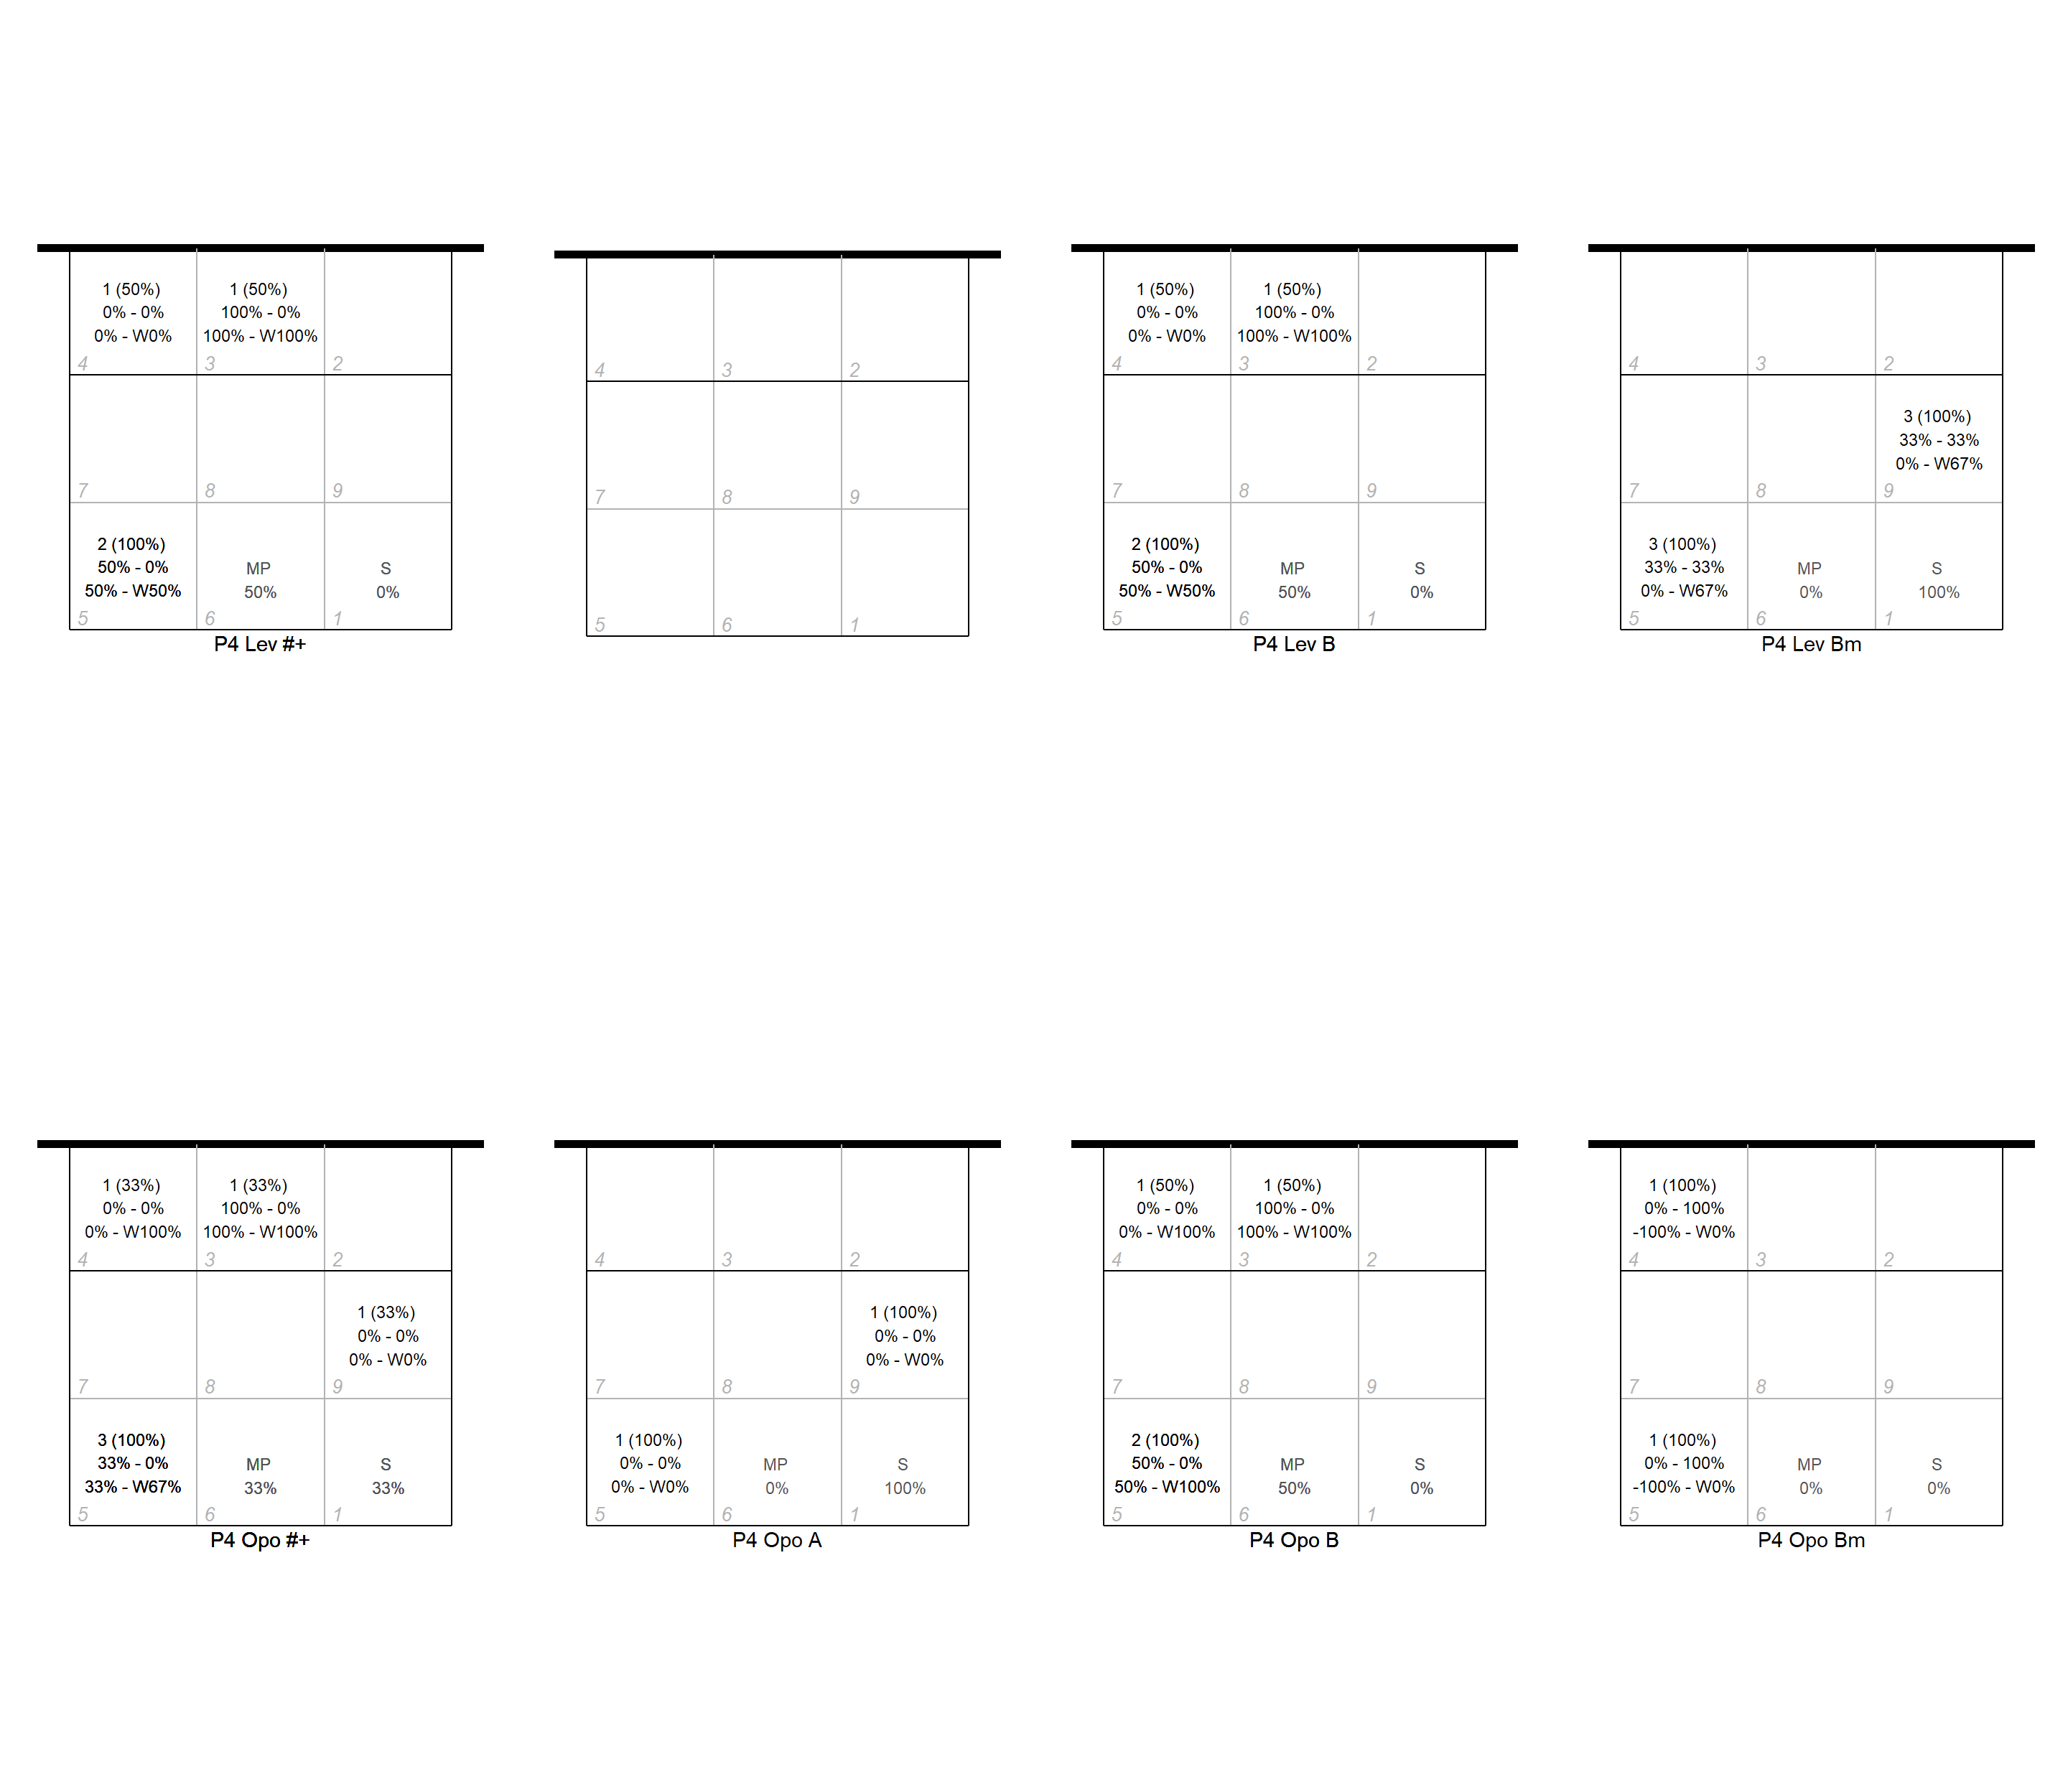 1 (50%)
0% - 0%
0% - W0%
4
1 (50%)
100% - 0%
100% - W100%
3
2
7
8
9
2 (100%)
50% - 0%
50% - W50%
5
MP
50%
6
S
0%
1
P4 Lev #+
4
3
2
7
8
9
5
6
1
1 (50%)
0% - 0%
0% - W0%
4
1 (50%)
100% - 0%
100% - W100%
3
2
7
8
9
2 (100%)
50% - 0%
50% - W50%
5
MP
50%
6
S
0%
1
P4 Lev B
4
3
2
7
8
3 (100%)
33% - 33%
0% - W67%
9
3 (100%)
33% - 33%
0% - W67%
5
MP
0%
6
S
100%
1
P4 Lev Bm
1 (33%)
0% - 0%
0% - W100%
4
1 (33%)
100% - 0%
100% - W100%
3
2
7
8
1 (33%)
0% - 0%
0% - W0%
9
3 (100%)
33% - 0%
33% - W67%
5
MP
33%
6
S
33%
1
P4 Opo #+
4
3
2
7
8
1 (100%)
0% - 0%
0% - W0%
9
1 (100%)
0% - 0%
0% - W0%
5
MP
0%
6
S
100%
1
P4 Opo A
1 (50%)
0% - 0%
0% - W100%
4
1 (50%)
100% - 0%
100% - W100%
3
2
7
8
9
2 (100%)
50% - 0%
50% - W100%
5
MP
50%
6
S
0%
1
P4 Opo B
1 (100%)
0% - 100%
-100% - W0%
4
3
2
7
8
9
1 (100%)
0% - 100%
-100% - W0%
5
MP
0%
6
S
0%
1
P4 Opo Bm